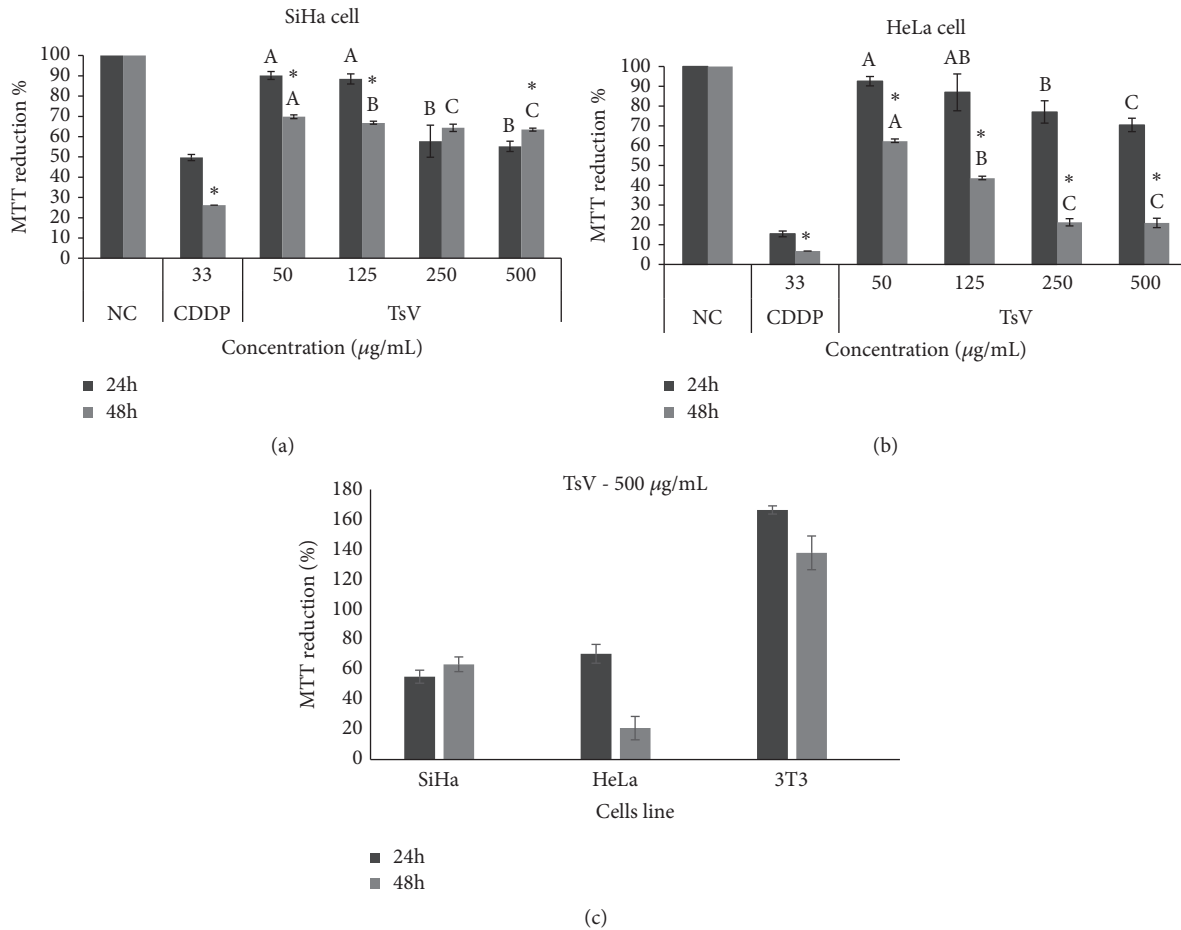 SiHa cell
MTT reduction %
100
90
80
70
60
50
40
30
20
10
0
*
A
*
A
A
*
B
B
C
B
*
C
33
50
125
250
500
NC
CDDP
TsV
Concentration (μg/mL)
24h
48h
(a)
HeLa cell
MTT reduction %
100
90
80
70
60
50
40
30
20
10
0
*
A
*
A
AB
*
B
B
*
C
C
*
C
33
50
125
250
500
NC
CDDP
TsV
Concentration (μg/mL)
24h
48h
(b)
TsV - 500 μg/mL
MTT reduction (%)
180
160
140
120
100
80
60
40
20
0
SiHa
HeLa
3T3
Cells line
24h
48h
(c)